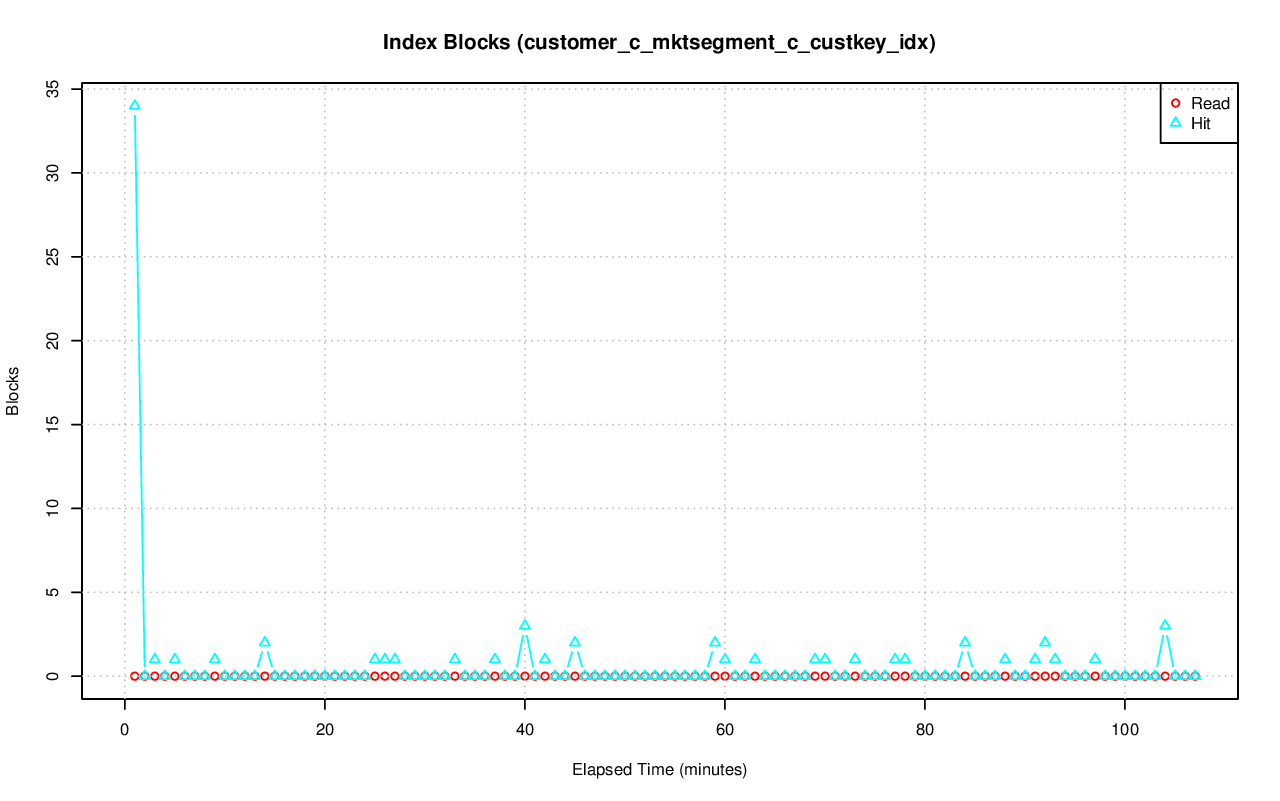 Index Blocks (customer_c_mktsegment_c_custkey_idx)
Read
Hit
35
30
25
20
15
10
5
0
Blocks
0 20 40 60 80 100
Elapsed Time (minutes)